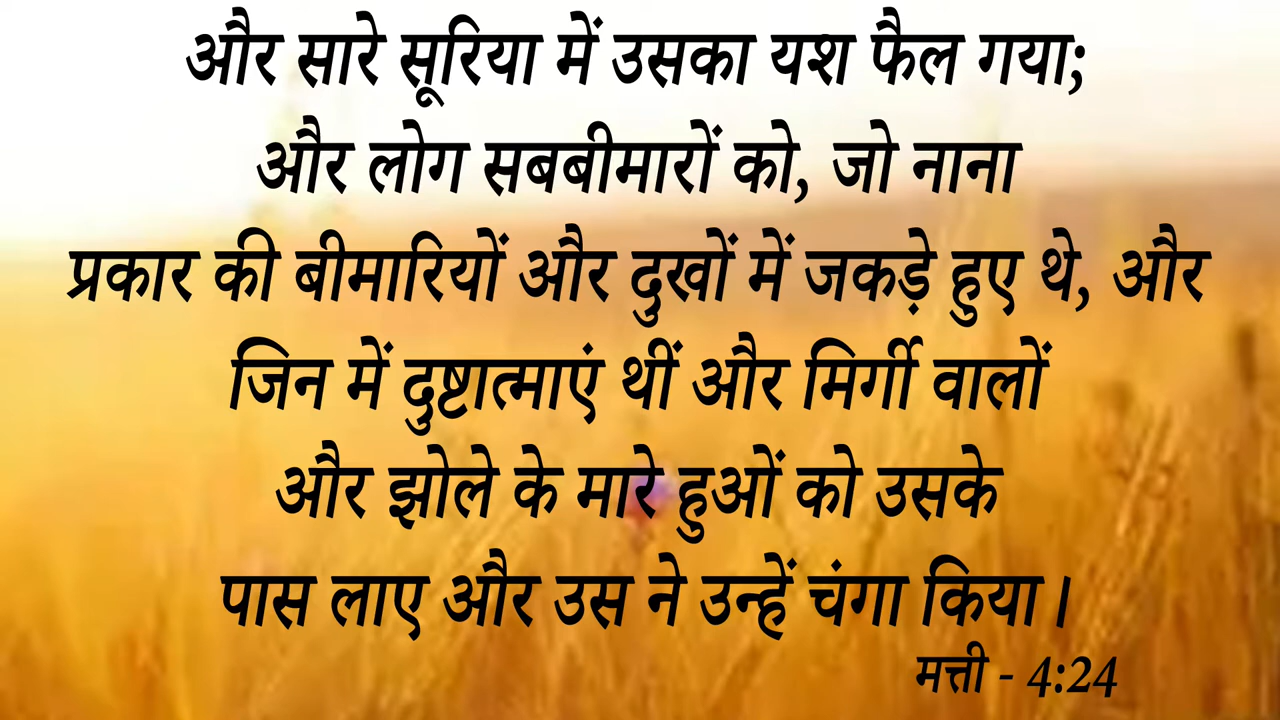 और सारे सूरिया में उसका यश फैल गया;
और लोग सबबीमारों को, जो नाना
प्रकार की बीमारियों और दुखों में जकड़े हुए थे, और
जिन में दुष्टात्माएं थीं और मिर्गी वालों
और झोले के मारे हुओं को उसके
पास लाए और उस ने उन्हें चंगा किया।
मत्ती - 4:24